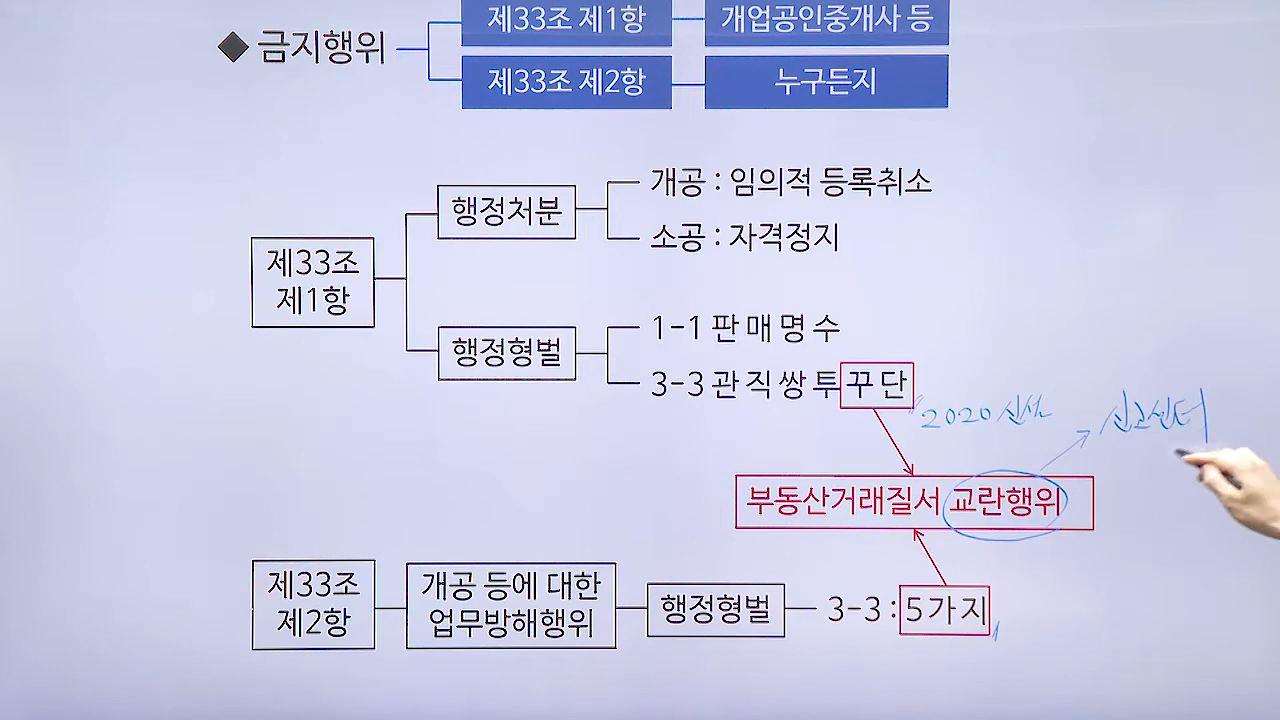 ◆ 금지행위
제33조 제1항 개업공인중개사 등
제33조 제2항 누구든지
제33조
제1항
행정처분
개공 : 임의적 등록취소
소공 : 자격정지
행정형벌
1-1 판 매 명 수
3-3 관 직 쌍 투 꾸 단
2020 신설
신고센터
부동산거래질서 교란행위
제33조
제2항
개공 등에 대한
업무방해행위
행정형벌
3-3 : 5 가 지